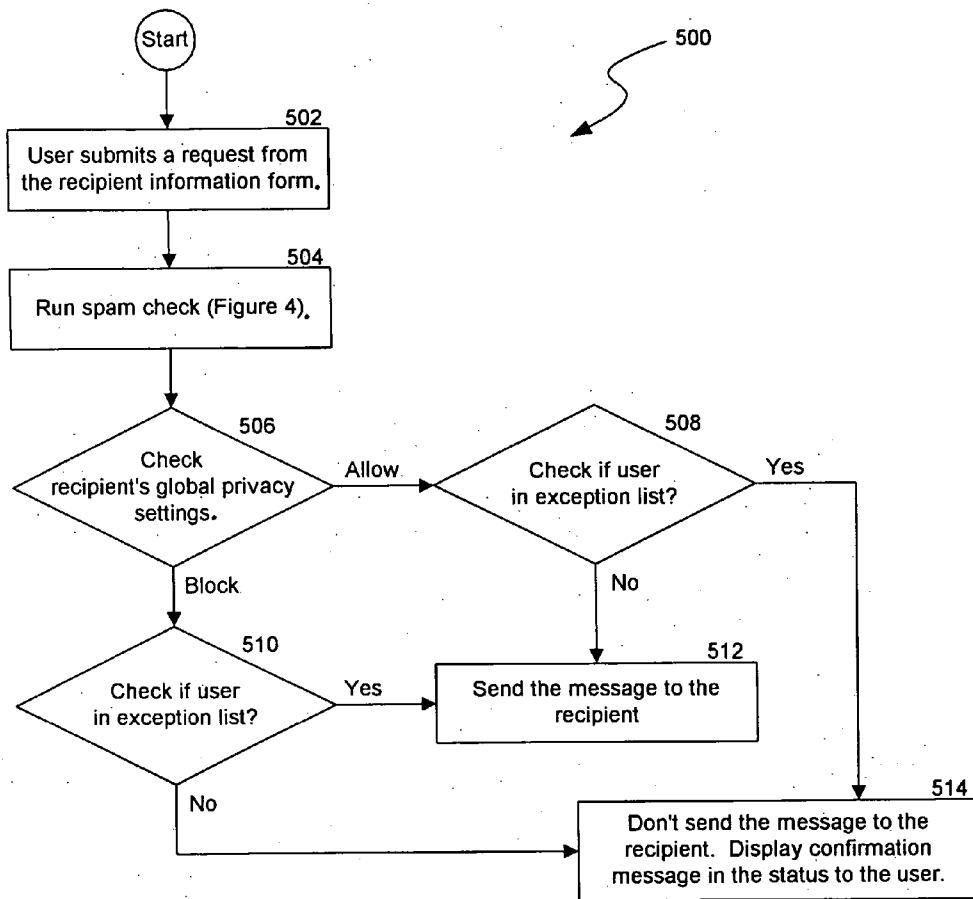 Start
500
502
User submits a request from
the recipient information form.
504
Run spam check (Figure 4).
506
Check
recipient's global privacy
settings.
Allow
508
Check if user
in exception list?
Yes
Block
No
510
Check if user
in exception list?
Yes
512
Send the message to the
recipient
No
514
Don't send the message to the
recipient. Display confirmation
message in the status to the user.